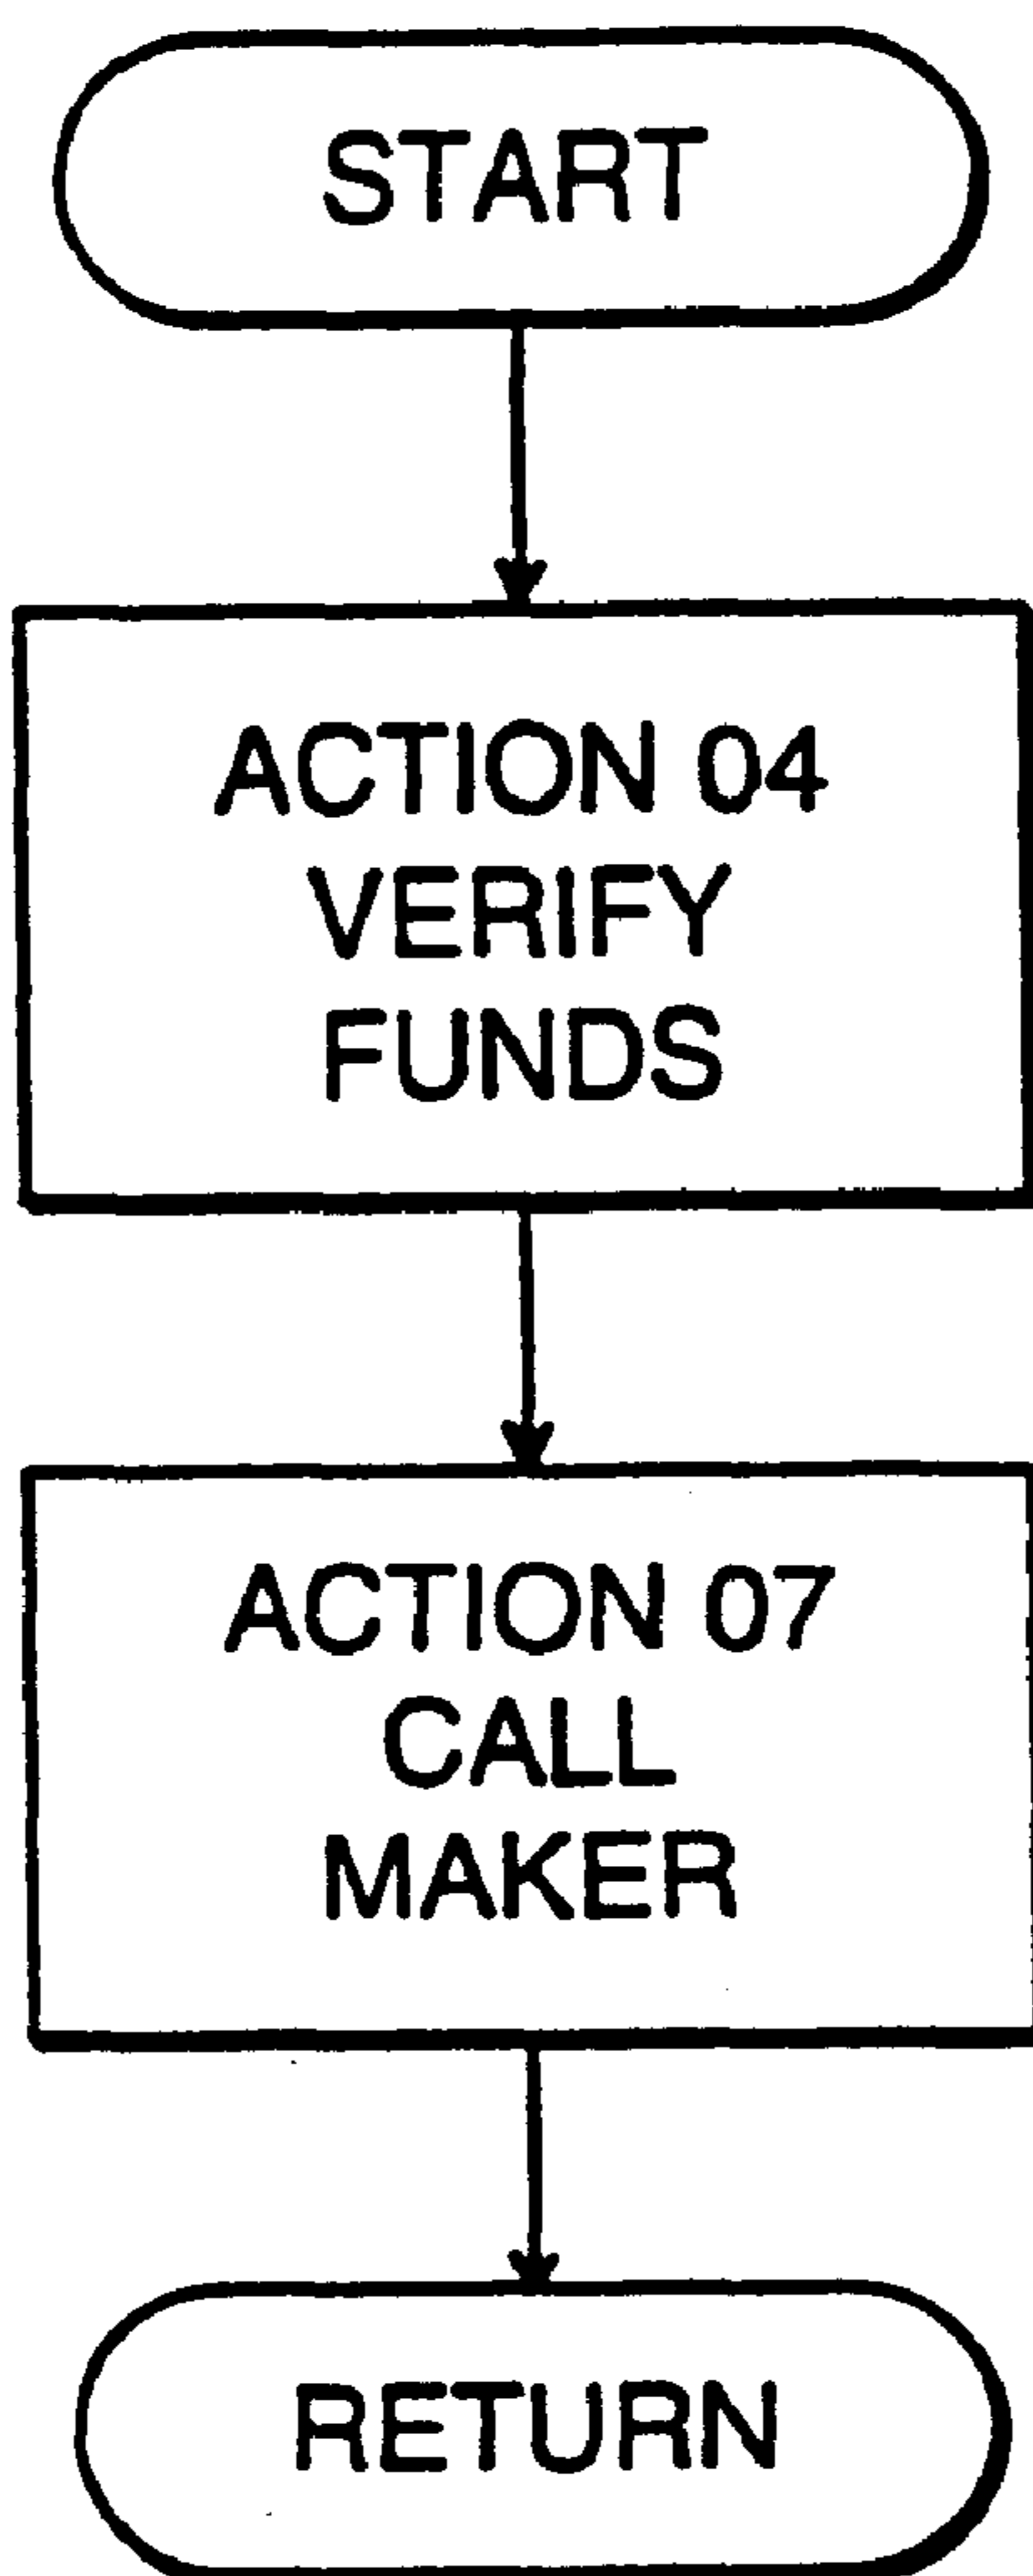 START
ACTION 04
VERIFY
FUNDS
ACTION 07
CALL
MAKER
RETURN